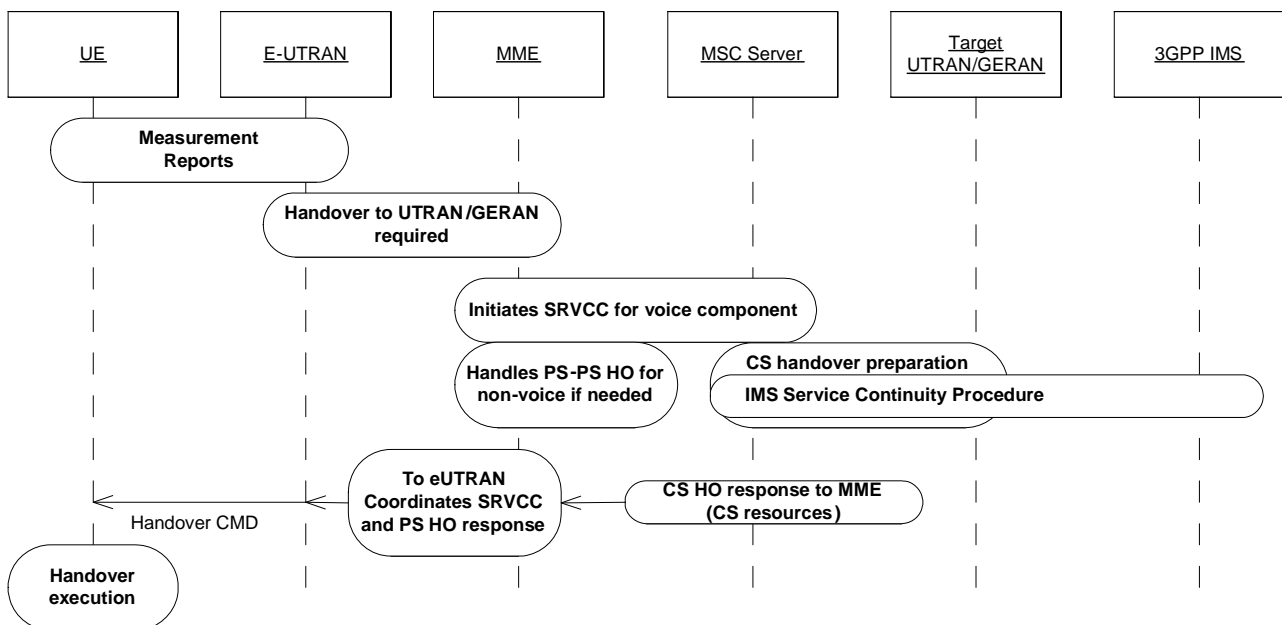 UE
E-UTRAN
MME
MSC Server
Target
UTRAN/GERAN
3GPP IMS
Measurement
Reports
Handover to UTRAN/GERAN
required
Initiates SRVCC for voice component
Handles PS-PS HO for
non-voice if needed
CS handover preparation
IMS Service Continuity Procedure
To eUTRAN
Coordinates SRVCC
and PS HO response
CS HO response to MME
(CS resources)
Handover CMD
Handover
execution